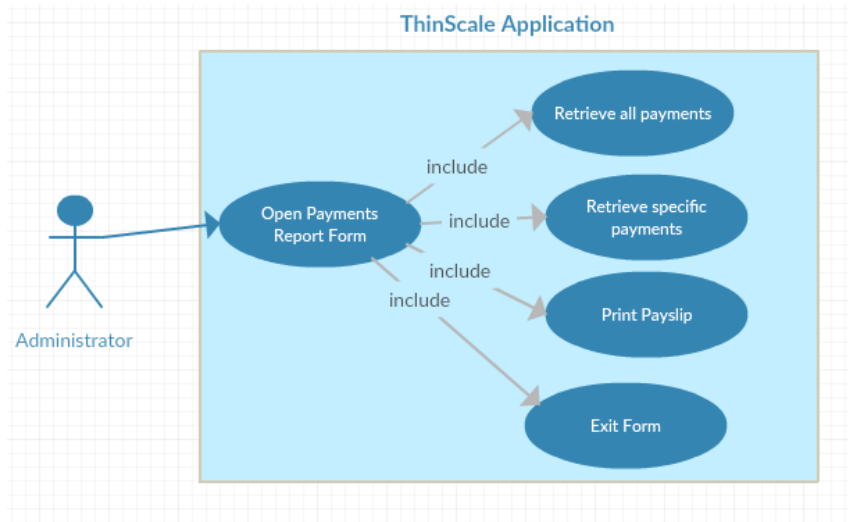 ThinScale Application
Retrieve all payments
include
Open Payments
Report Form
include
Retrieve specific
payments
include
include
Print Payslip
Administrator
Exit Form